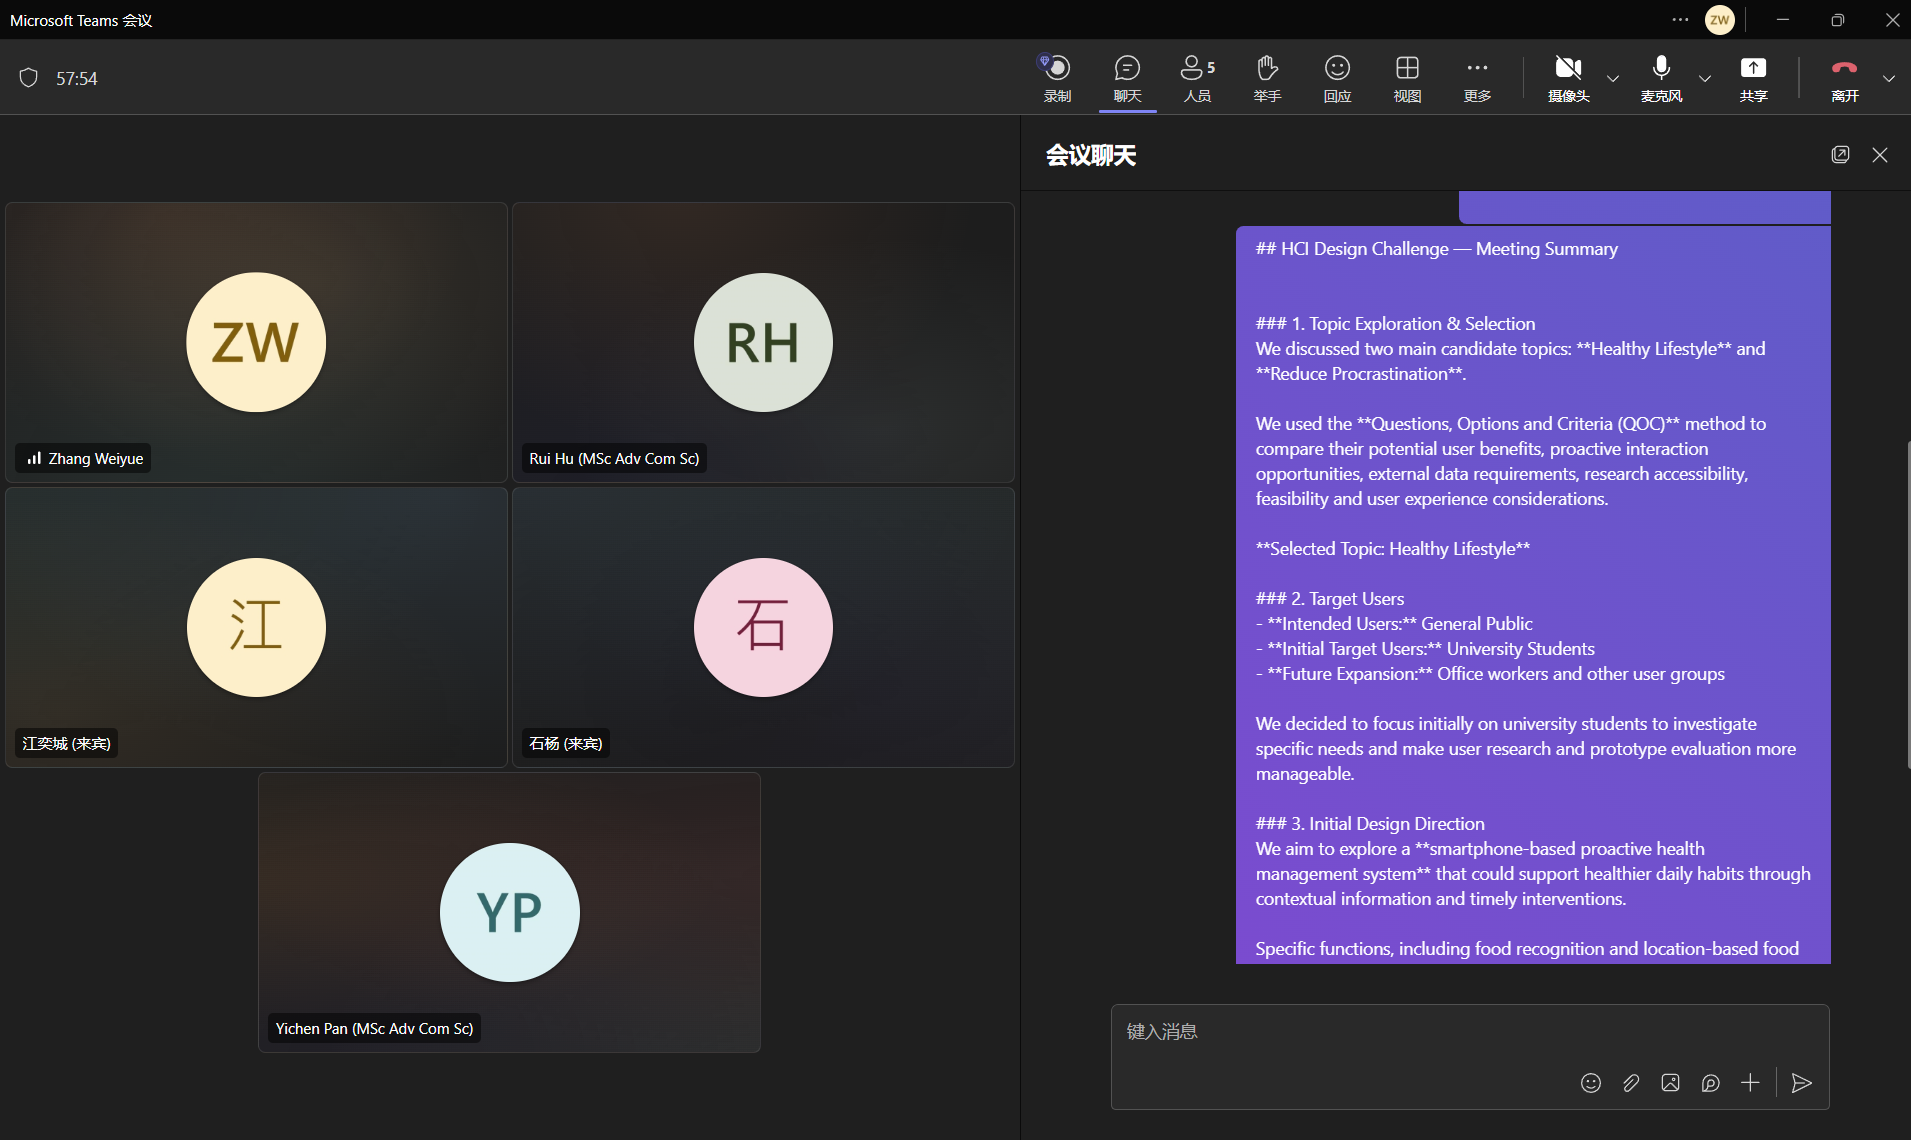 Microsoft Teams 会议
ZW
57:54
录制
聊天
5
人员
举手
回应
视图
更多
摄像头
麦克风
共享
离开
ZW
Zhang Weiyue
RH
Rui Hu (MSc Adv Com Sc)
江
江奕城 (来宾)
石
石杨 (来宾)
YP
Yichen Pan (MSc Adv Com Sc)
会议聊天
## HCI Design Challenge — Meeting Summary
### 1. Topic Exploration & Selection
We discussed two main candidate topics: **Healthy Lifestyle** and
**Reduce Procrastination**.
We used the **Questions, Options and Criteria (QOC)** method to
compare their potential user benefits, proactive interaction
opportunities, external data requirements, research accessibility,
feasibility and user experience considerations.
**Selected Topic: Healthy Lifestyle**
### 2. Target Users
- **Intended Users:** General Public
- **Initial Target Users:** University Students
- **Future Expansion:** Office workers and other user groups
We decided to focus initially on university students to investigate
specific needs and make user research and prototype evaluation more
manageable.
### 3. Initial Design Direction
We aim to explore a **smartphone-based proactive health
management system** that could support healthier daily habits through
contextual information and timely interventions.
Specific functions, including food recognition and location-based food
键入消息